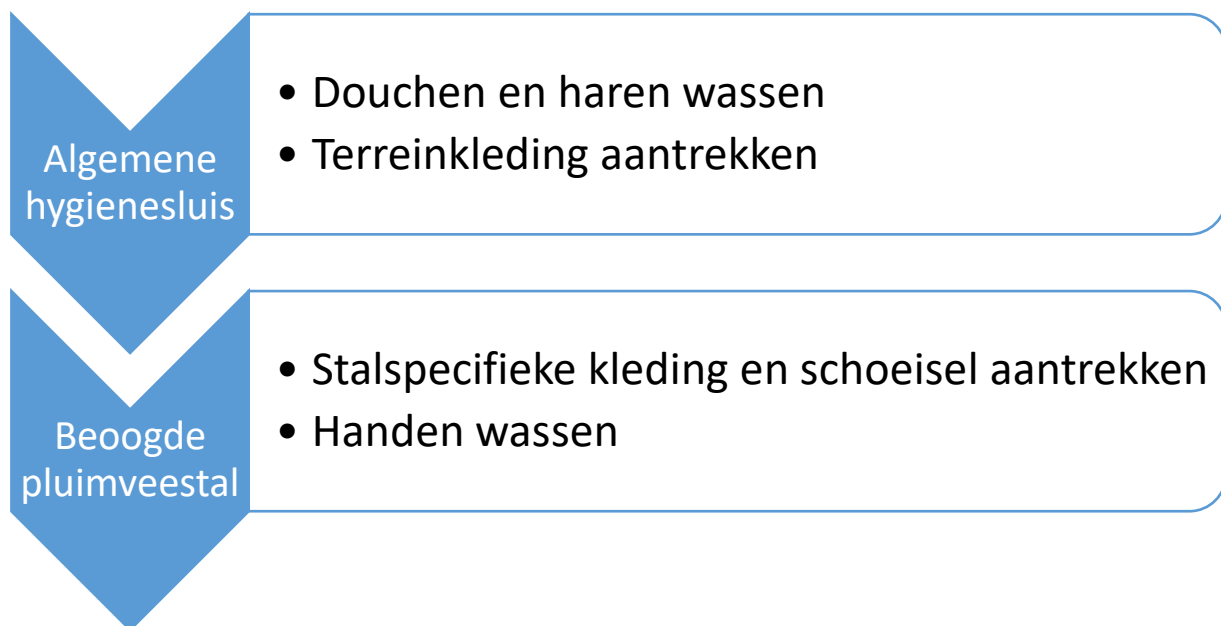 Algemene
hygienesluis
• Douchen en haren wassen
• Terreinkleding aantrekken
Beoogde
pluimveestal
• Stalspecifieke kleding en schoeisel aantrekken
• Handen wassen